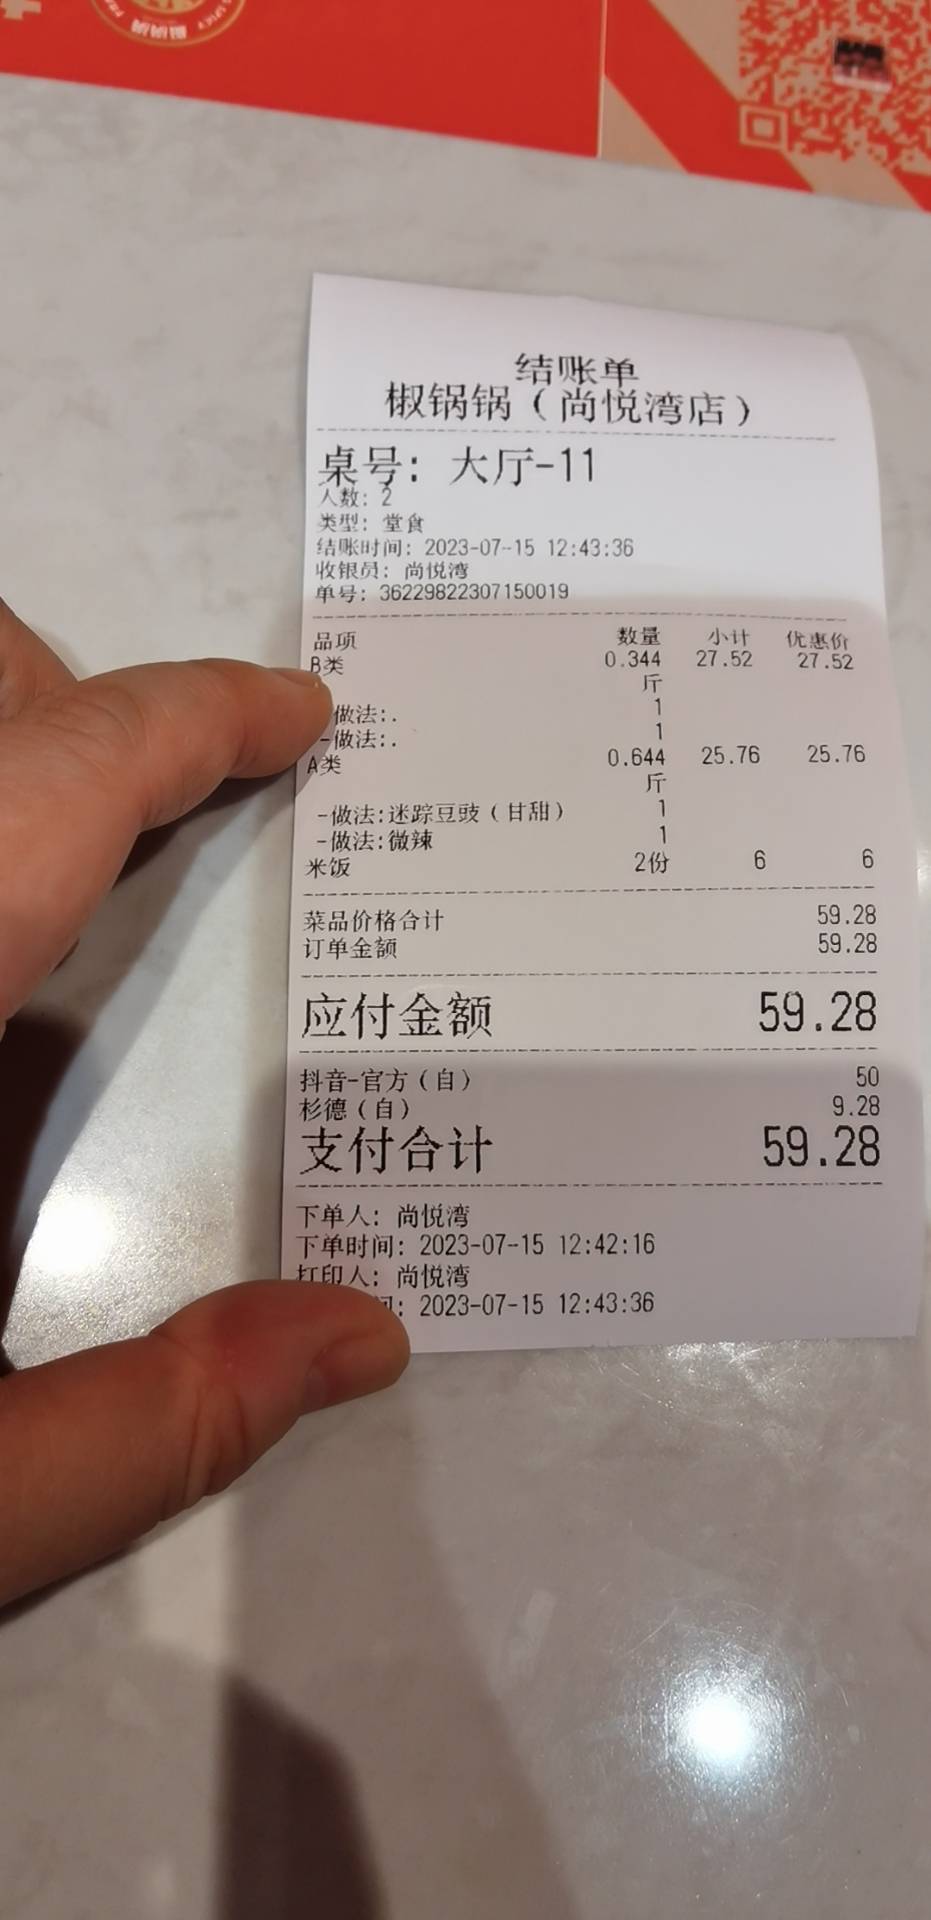 结账单
椒锅锅（尚悦湾店）
桌号: 大厅-11
人数: 2
类型: 堂食
结账时间: 2023-07-15 12:43:36
收银员: 尚悦湾
单号: 36229822307150019
品项 数量 小计 优惠价
B类 0.344 27.52 27.52
斤
做法:. 1
-做法:. 1
A类 0.644 25.76 25.76
斤
-做法:迷踪豆豉（甘甜） 1
-做法:微辣 1
米饭 2份 6 6
菜品价格合计 59.28
订单金额 59.28
应付金额 59.28
抖音-官方（自） 50
杉德（自） 9.28
支付合计 59.28
下单人: 尚悦湾
下单时间: 2023-07-15 12:42:16
打印人: 尚悦湾
: 2023-07-15 12:43:36